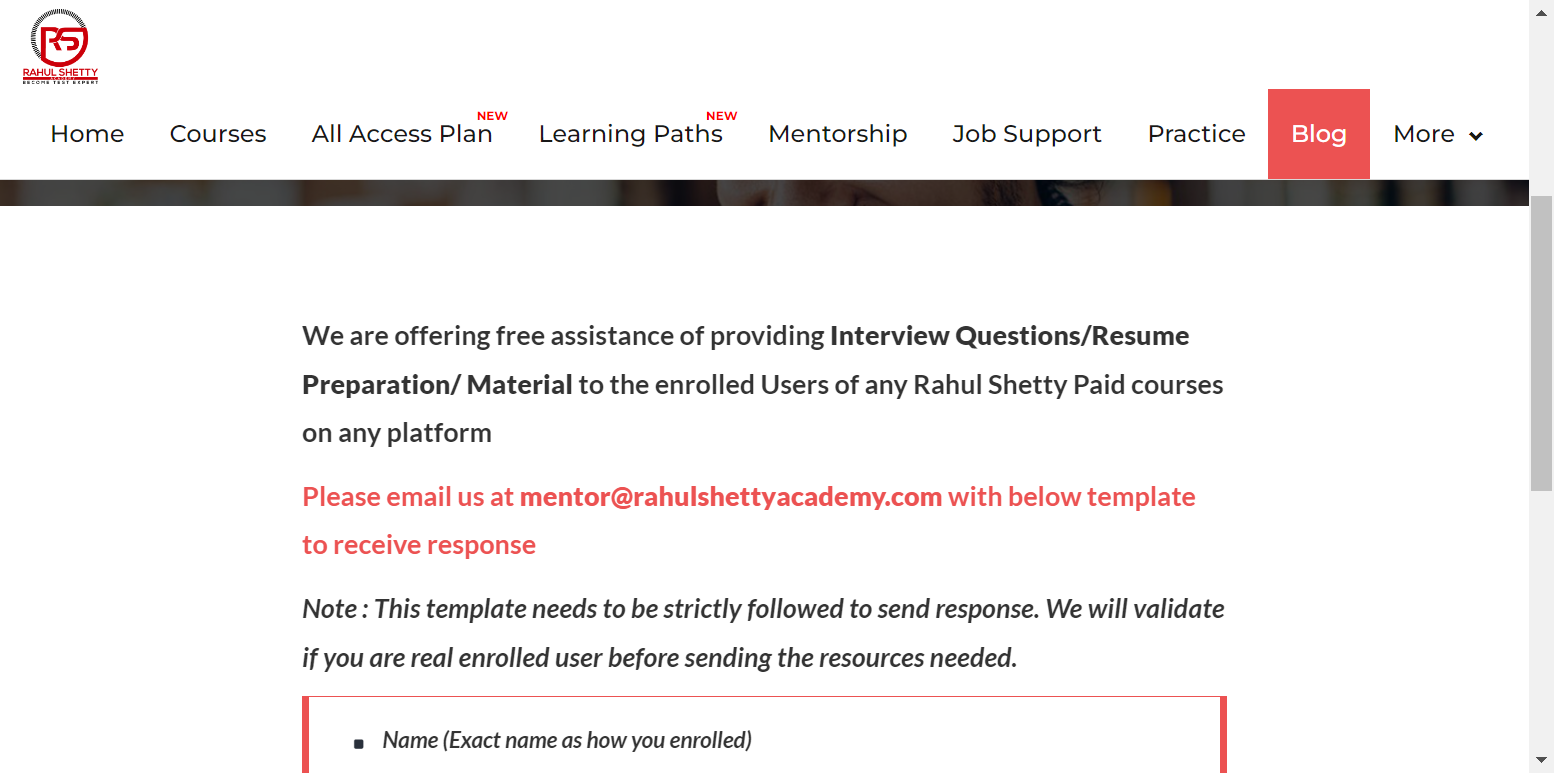 RS
RAHUL SHETTY
ACADEMY
BECOME TEST EXPERT
Home Courses All Access Plan NEW Learning Paths NEW Mentorship Job Support Practice Blog More
We are offering free assistance of providing Interview Questions/Resume
Preparation/ Material to the enrolled Users of any Rahul Shetty Paid courses
on any platform
Please email us at mentor@rahulshettyacademy.com with below template
to receive response
Note : This template needs to be strictly followed to send response. We will validate
if you are real enrolled user before sending the resources needed.
Name (Exact name as how you enrolled)